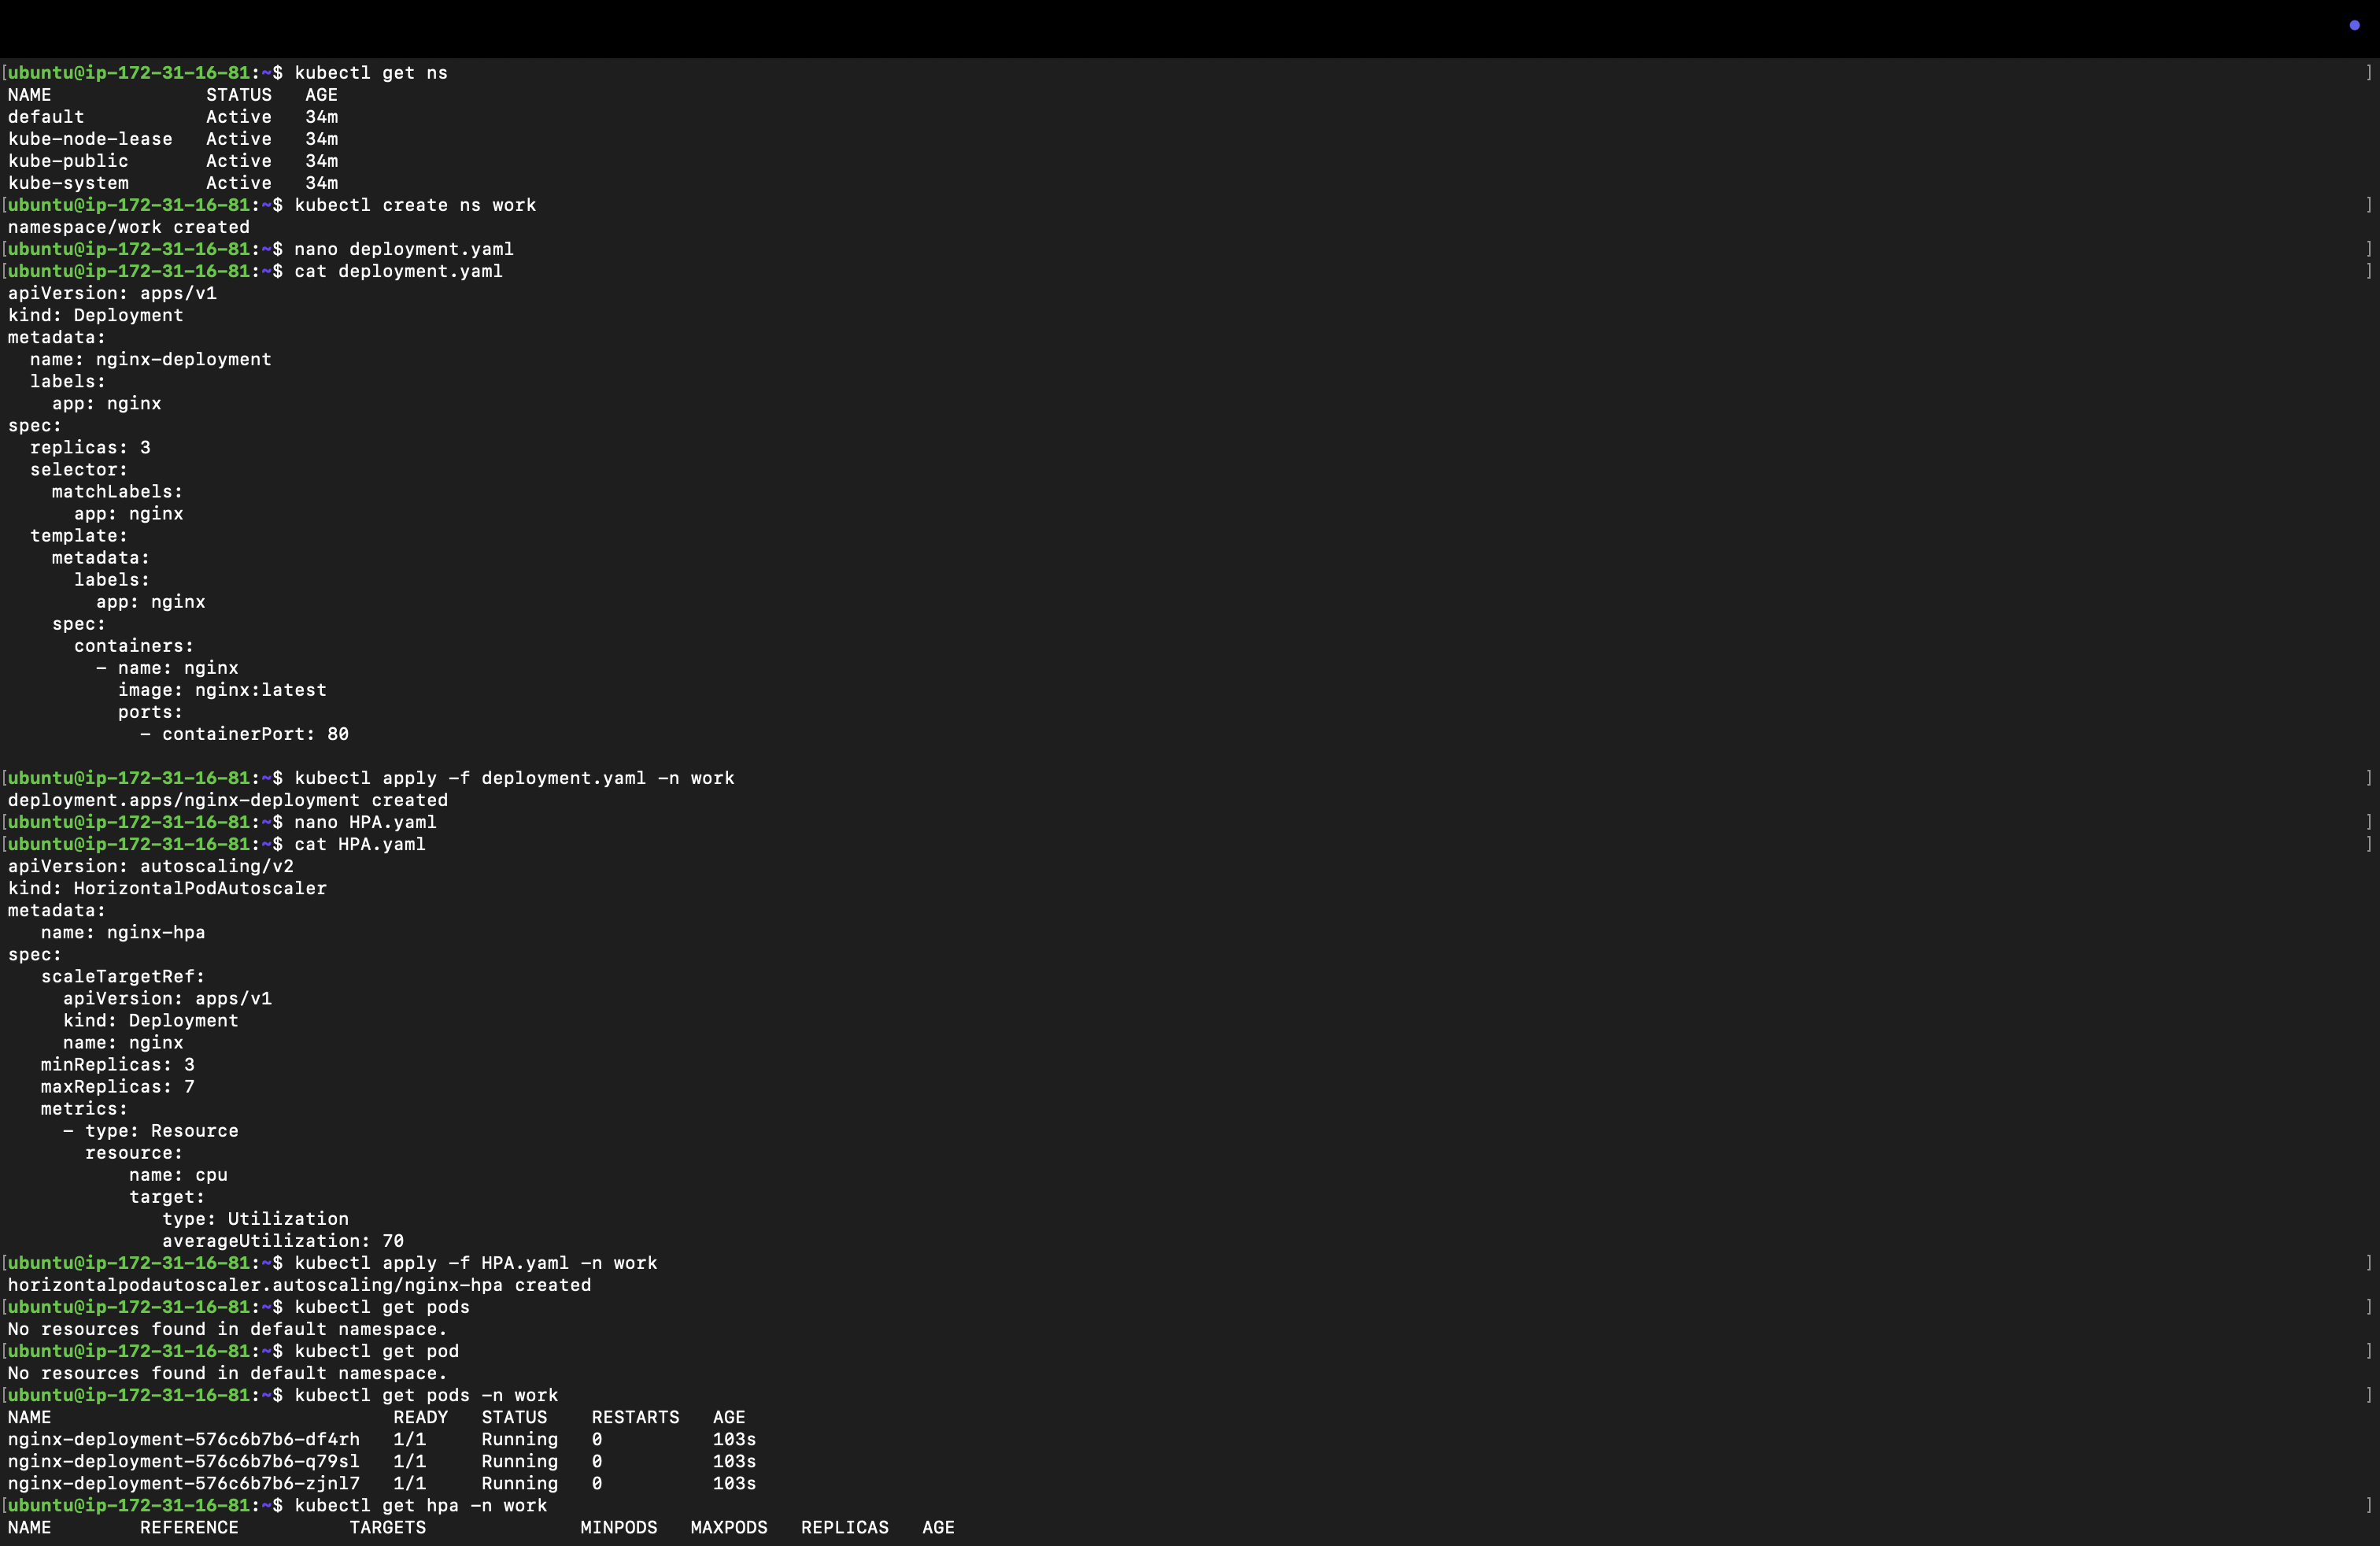 [ubuntu@ip-172-31-16-81:~$ kubectl get ns ]
NAME              STATUS   AGE
default           Active   34m
kube-node-lease   Active   34m
kube-public       Active   34m
kube-system       Active   34m
[ubuntu@ip-172-31-16-81:~$ kubectl create ns work ]
namespace/work created
[ubuntu@ip-172-31-16-81:~$ nano deployment.yaml ]
[ubuntu@ip-172-31-16-81:~$ cat deployment.yaml ]
apiVersion: apps/v1
kind: Deployment
metadata:
  name: nginx-deployment
  labels:
    app: nginx
spec:
  replicas: 3
  selector:
    matchLabels:
      app: nginx
  template:
    metadata:
      labels:
        app: nginx
    spec:
      containers:
        - name: nginx
          image: nginx:latest
          ports:
            - containerPort: 80
[ubuntu@ip-172-31-16-81:~$ kubectl apply -f deployment.yaml -n work ]
deployment.apps/nginx-deployment created
[ubuntu@ip-172-31-16-81:~$ nano HPA.yaml ]
[ubuntu@ip-172-31-16-81:~$ cat HPA.yaml ]
apiVersion: autoscaling/v2
kind: HorizontalPodAutoscaler
metadata:
   name: nginx-hpa
spec:
   scaleTargetRef:
     apiVersion: apps/v1
     kind: Deployment
     name: nginx
   minReplicas: 3
   maxReplicas: 7
   metrics:
     - type: Resource
       resource:
           name: cpu
           target:
              type: Utilization
              averageUtilization: 70
[ubuntu@ip-172-31-16-81:~$ kubectl apply -f HPA.yaml -n work ]
horizontalpodautoscaler.autoscaling/nginx-hpa created
[ubuntu@ip-172-31-16-81:~$ kubectl get pods ]
No resources found in default namespace.
[ubuntu@ip-172-31-16-81:~$ kubectl get pod ]
No resources found in default namespace.
[ubuntu@ip-172-31-16-81:~$ kubectl get pods -n work ]
NAME                               READY   STATUS    RESTARTS   AGE
nginx-deployment-576c6b7b6-df4rh   1/1     Running   0          103s
nginx-deployment-576c6b7b6-q79sl   1/1     Running   0          103s
nginx-deployment-576c6b7b6-zjnl7   1/1     Running   0          103s
[ubuntu@ip-172-31-16-81:~$ kubectl get hpa -n work ]
NAME        REFERENCE          TARGETS              MINPODS   MAXPODS   REPLICAS   AGE